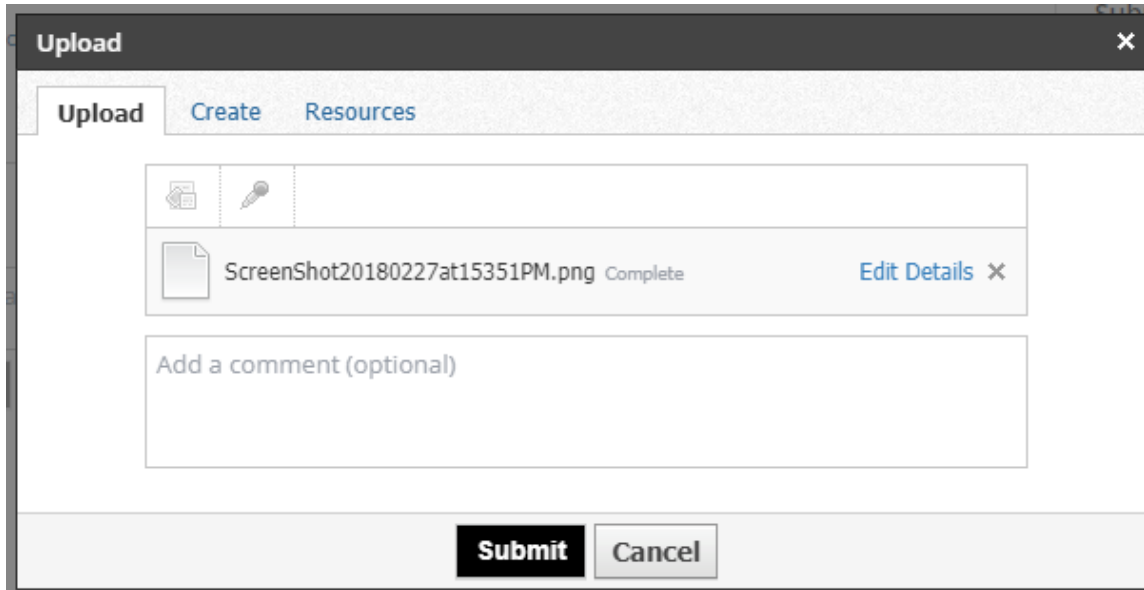 Upload
Upload Create Resources
ScreenShot20180227at15351PM.png Complete Edit Details
Add a comment (optional)
Submit Cancel